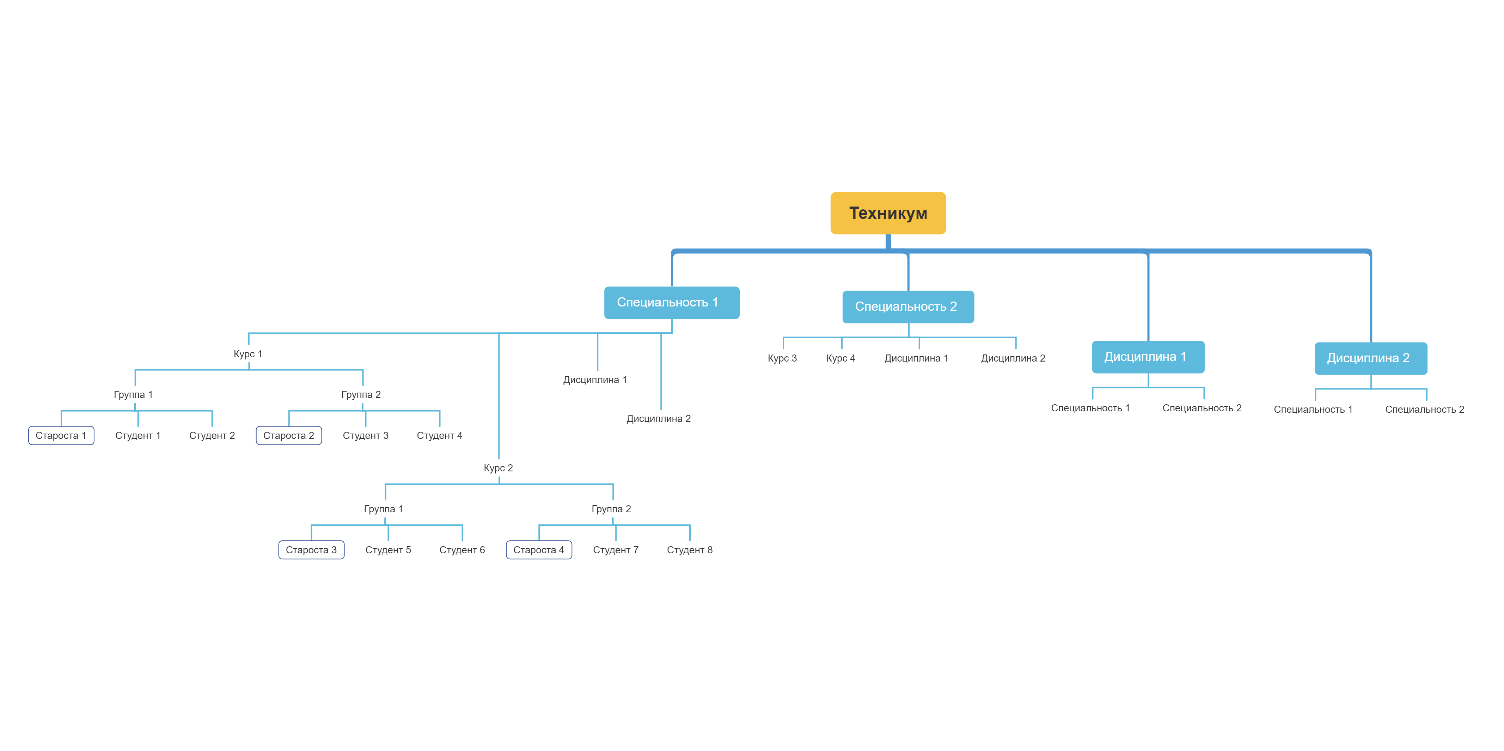 Техникум
Специальность 1
Специальность 2
Дисциплина 1
Дисциплина 2
Курс 1
Курс 3
Курс 4
Дисциплина 1
Дисциплина 2
Дисциплина 1
Дисциплина 2
Специальность 1
Специальность 2
Специальность 1
Специальность 2
Группа 1
Группа 2
Староста 1
Студент 1
Студент 2
Староста 2
Студент 3
Студент 4
Курс 2
Группа 1
Группа 2
Староста 3
Студент 5
Студент 6
Староста 4
Студент 7
Студент 8